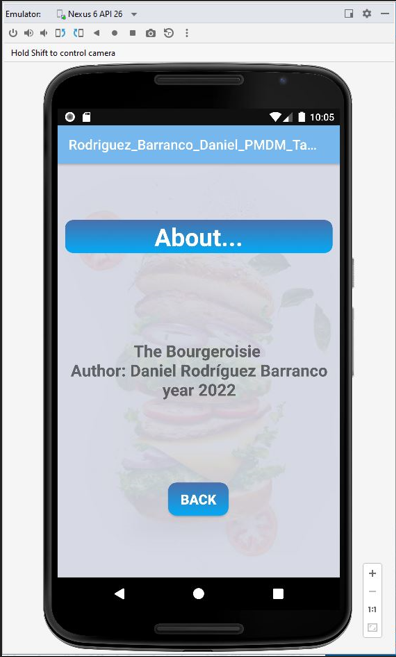 Emulator: Nexus 6 API 26
Hold Shift to control camera
10:05
Rodriguez_Barranco_Daniel_PMDM_Ta...
About...
The Bourgeroisie
Author: Daniel Rodríguez Barranco
year 2022
BACK
1:1